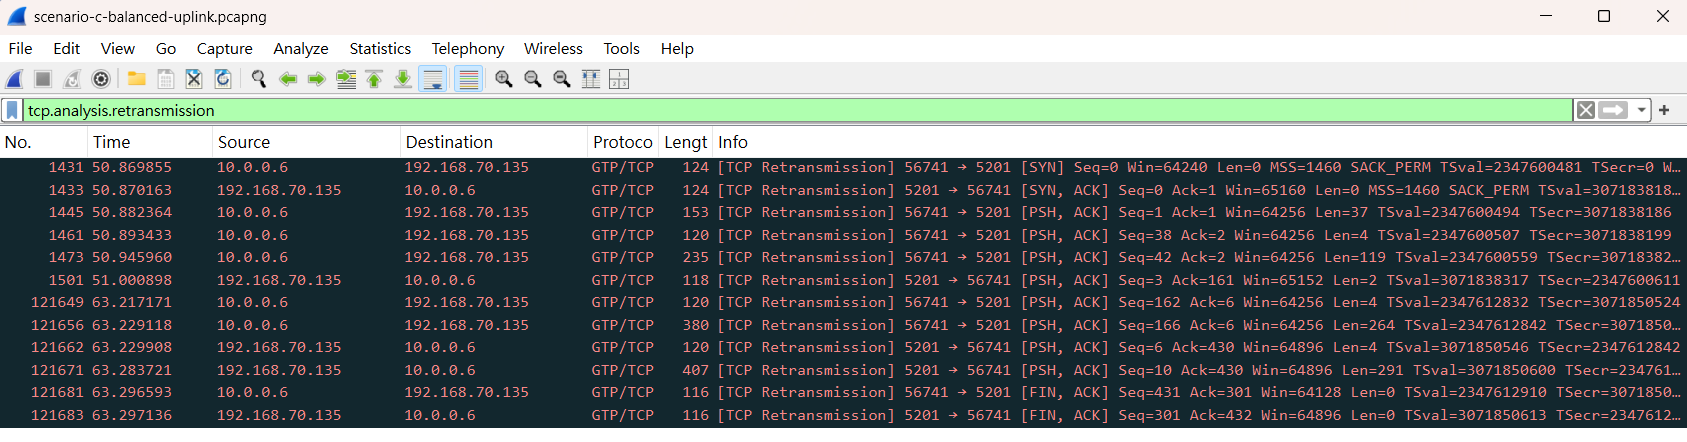 scenario-c-balanced-uplink.pcapng
File Edit View Go Capture Analyze Statistics Telephony Wireless Tools Help
tcp.analysis.retransmission
No. Time Source Destination Protoco Lengt Info
1431 50.869855 10.0.0.6 192.168.70.135 GTP/TCP 124 [TCP Retransmission] 56741 → 5201 [SYN] Seq=0 Win=64240 Len=0 MSS=1460 SACK_PERM TSval=2347600481 TSecr=0 W…
1433 50.870163 192.168.70.135 10.0.0.6 GTP/TCP 124 [TCP Retransmission] 5201 → 56741 [SYN, ACK] Seq=0 Ack=1 Win=65160 Len=0 MSS=1460 SACK_PERM TSval=307183818…
1445 50.882364 10.0.0.6 192.168.70.135 GTP/TCP 153 [TCP Retransmission] 56741 → 5201 [PSH, ACK] Seq=1 Ack=1 Win=64256 Len=37 TSval=2347600494 TSecr=3071838186
1461 50.893433 10.0.0.6 192.168.70.135 GTP/TCP 120 [TCP Retransmission] 56741 → 5201 [PSH, ACK] Seq=38 Ack=2 Win=64256 Len=4 TSval=2347600507 TSecr=3071838199
1473 50.945960 10.0.0.6 192.168.70.135 GTP/TCP 235 [TCP Retransmission] 56741 → 5201 [PSH, ACK] Seq=42 Ack=2 Win=64256 Len=119 TSval=2347600559 TSecr=30718382…
1501 51.000898 192.168.70.135 10.0.0.6 GTP/TCP 118 [TCP Retransmission] 5201 → 56741 [PSH, ACK] Seq=3 Ack=161 Win=65152 Len=2 TSval=3071838317 TSecr=2347600611
121649 63.217171 10.0.0.6 192.168.70.135 GTP/TCP 120 [TCP Retransmission] 56741 → 5201 [PSH, ACK] Seq=162 Ack=6 Win=64256 Len=4 TSval=2347612832 TSecr=3071850524
121656 63.229118 10.0.0.6 192.168.70.135 GTP/TCP 380 [TCP Retransmission] 56741 → 5201 [PSH, ACK] Seq=166 Ack=6 Win=64256 Len=264 TSval=2347612842 TSecr=3071850…
121662 63.229908 192.168.70.135 10.0.0.6 GTP/TCP 120 [TCP Retransmission] 5201 → 56741 [PSH, ACK] Seq=6 Ack=430 Win=64896 Len=4 TSval=3071850546 TSecr=2347612842
121671 63.283721 192.168.70.135 10.0.0.6 GTP/TCP 407 [TCP Retransmission] 5201 → 56741 [PSH, ACK] Seq=10 Ack=430 Win=64896 Len=291 TSval=3071850600 TSecr=234761…
121681 63.296593 10.0.0.6 192.168.70.135 GTP/TCP 116 [TCP Retransmission] 56741 → 5201 [FIN, ACK] Seq=431 Ack=301 Win=64128 Len=0 TSval=2347612910 TSecr=3071850…
121683 63.297136 192.168.70.135 10.0.0.6 GTP/TCP 116 [TCP Retransmission] 5201 → 56741 [FIN, ACK] Seq=301 Ack=432 Win=64896 Len=0 TSval=3071850613 TSecr=2347612…